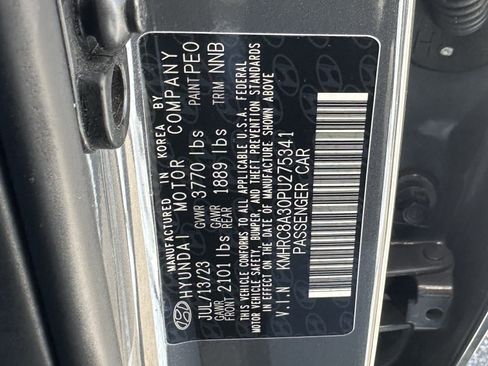 MANUFACTURED IN KOREA BY
HYUNDAI MOTOR COMPANY
JUL/13/23 GVWR 3770 lbs PAINT PEO
GAWR FRONT 2101 lbs GAWR REAR 1889 lbs TRIM NNB
THIS VEHICLE CONFORMS TO ALL APPLICABLE U.S.A. FEDERAL
MOTOR VEHICLE SAFETY, BUMPER, AND THEFT PREVENTION STANDARDS
IN EFFECT ON THE DATE OF MANUFACTURE SHOWN ABOVE
V.I.N KMHRC8A30PU275341
PASSENGER CAR